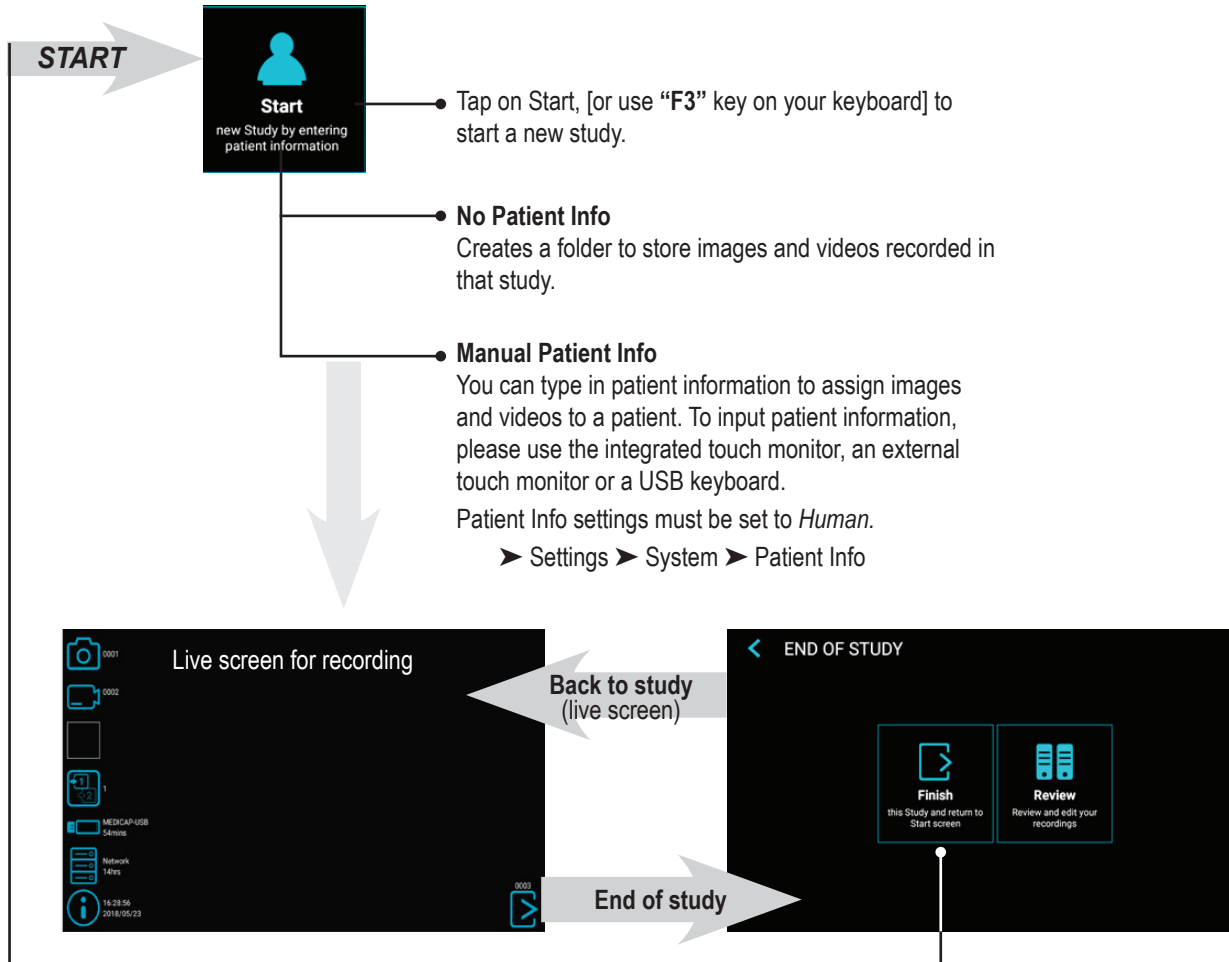 START
Start
new Study by entering
patient information
Tap on Start, [or use “F3” key on your keyboard] to
start a new study.
No Patient Info
Creates a folder to store images and videos recorded in
that study.
Manual Patient Info
You can type in patient information to assign images
and videos to a patient. To input patient information,
please use the integrated touch monitor, an external
touch monitor or a USB keyboard.
Patient Info settings must be set to Human.
➤ Settings ➤ System ➤ Patient Info
0001
Live screen for recording
0002
1
2
1
MEDICAP-USB
54mins
Network
14hrs
16:28:56
2018/05/23
0003
Back to study
(live screen)
End of study
END OF STUDY
Finish
this Study and return to
Start screen
Review
Review and edit your
recordings